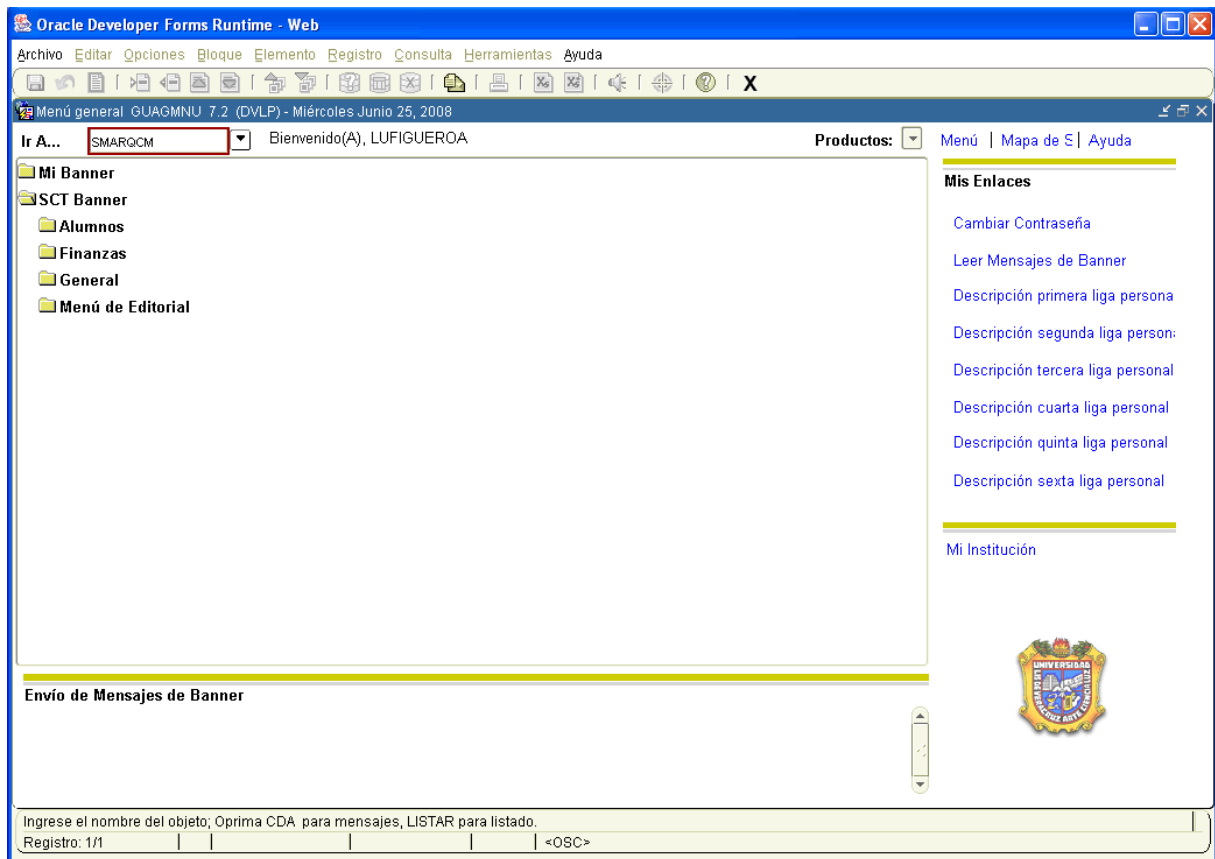 Oracle Developer Forms Runtime - Web
Archivo Editar Opciones Bloque Elemento Registro Consulta Herramientas Ayuda
X
Menú general GUAGMNU 7.2 (DVLP) - Miércoles Junio 25, 2008
Ir A... SMARQCM Bienvenido(A), LUFIGUEROA Productos: Menú | Mapa de S | Ayuda
Mi Banner
SCT Banner
Alumnos
Finanzas
General
Menú de Editorial
Mis Enlaces
Cambiar Contraseña
Leer Mensajes de Banner
Descripción primera liga persona
Descripción segunda liga person
Descripción tercera liga personal
Descripción cuarta liga personal
Descripción quinta liga personal
Descripción sexta liga personal
Mi Institución
UNIVERSIDAD
Envío de Mensajes de Banner
Ingrese el nombre del objeto; Oprima CDA para mensajes, LISTAR para listado.
Registro: 1/1 <OSC>